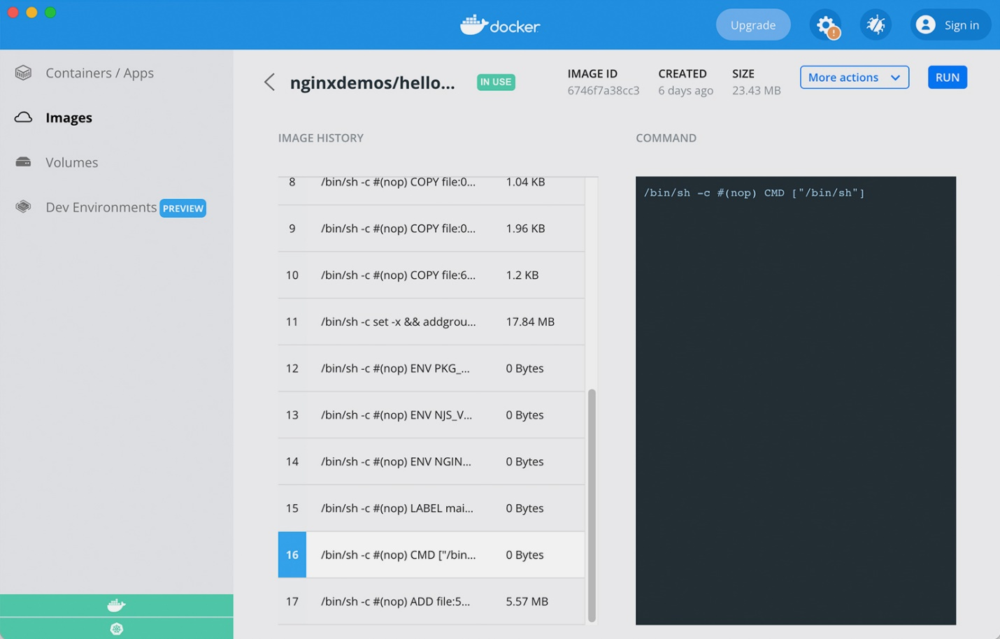 docker
Upgrade
!
Sign in
Containers / Apps
Images
Volumes
Dev Environments PREVIEW
nginxdemos/hello...
IN USE
IMAGE ID
6746f7a38cc3
CREATED
6 days ago
SIZE
23.43 MB
More actions
RUN
IMAGE HISTORY
8 /bin/sh -c #(nop) COPY file:0... 1.04 KB
9 /bin/sh -c #(nop) COPY file:0... 1.96 KB
10 /bin/sh -c #(nop) COPY file:6... 1.2 KB
11 /bin/sh -c set -x && addgrou... 17.84 MB
12 /bin/sh -c #(nop) ENV PKG_... 0 Bytes
13 /bin/sh -c #(nop) ENV NJS_V... 0 Bytes
14 /bin/sh -c #(nop) ENV NGIN... 0 Bytes
15 /bin/sh -c #(nop) LABEL mai... 0 Bytes
16 /bin/sh -c #(nop) CMD ["/bin... 0 Bytes
17 /bin/sh -c #(nop) ADD file:5... 5.57 MB
COMMAND
/bin/sh -c #(nop) CMD ["/bin/sh"]